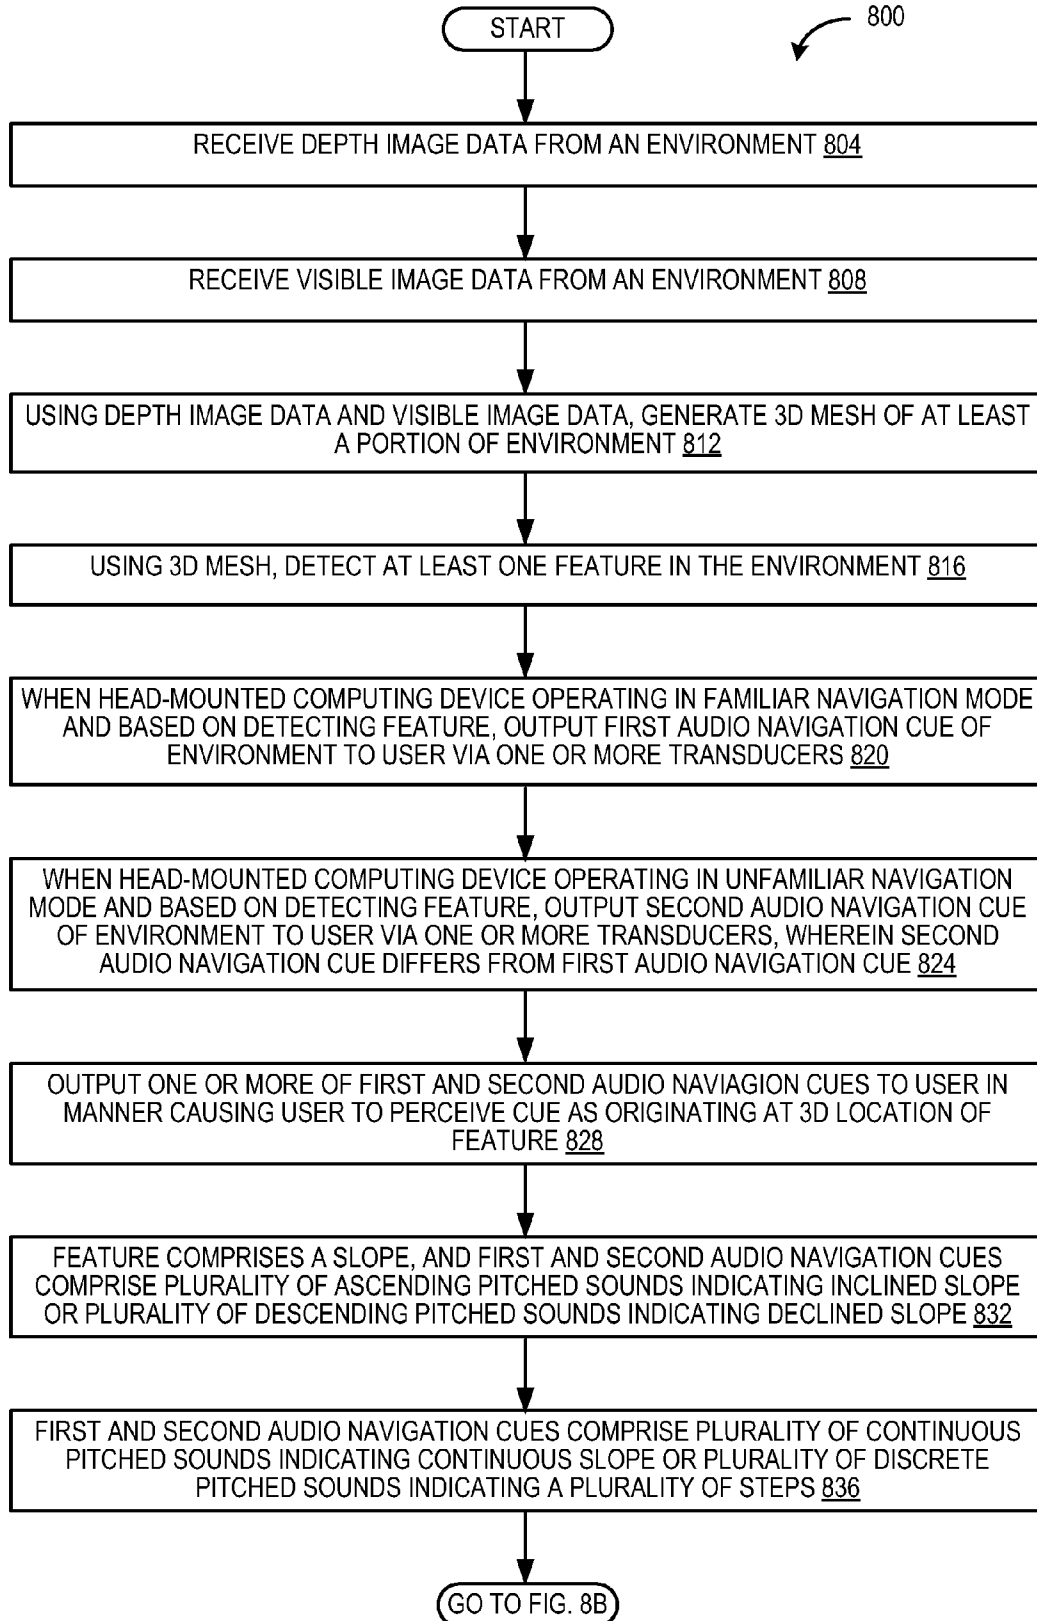 START
800
RECEIVE DEPTH IMAGE DATA FROM AN ENVIRONMENT 804
RECEIVE VISIBLE IMAGE DATA FROM AN ENVIRONMENT 808
USING DEPTH IMAGE DATA AND VISIBLE IMAGE DATA, GENERATE 3D MESH OF AT LEAST
A PORTION OF ENVIRONMENT 812
USING 3D MESH, DETECT AT LEAST ONE FEATURE IN THE ENVIRONMENT 816
WHEN HEAD-MOUNTED COMPUTING DEVICE OPERATING IN FAMILIAR NAVIGATION MODE
AND BASED ON DETECTING FEATURE, OUTPUT FIRST AUDIO NAVIGATION CUE OF
ENVIRONMENT TO USER VIA ONE OR MORE TRANSDUCERS 820
WHEN HEAD-MOUNTED COMPUTING DEVICE OPERATING IN UNFAMILIAR NAVIGATION
MODE AND BASED ON DETECTING FEATURE, OUTPUT SECOND AUDIO NAVIGATION CUE
OF ENVIRONMENT TO USER VIA ONE OR MORE TRANSDUCERS, WHEREIN SECOND
AUDIO NAVIGATION CUE DIFFERS FROM FIRST AUDIO NAVIGATION CUE 824
OUTPUT ONE OR MORE OF FIRST AND SECOND AUDIO NAVIAGION CUES TO USER IN
MANNER CAUSING USER TO PERCEIVE CUE AS ORIGINATING AT 3D LOCATION OF
FEATURE 828
FEATURE COMPRISES A SLOPE, AND FIRST AND SECOND AUDIO NAVIGATION CUES
COMPRISE PLURALITY OF ASCENDING PITCHED SOUNDS INDICATING INCLINED SLOPE
OR PLURALITY OF DESCENDING PITCHED SOUNDS INDICATING DECLINED SLOPE 832
FIRST AND SECOND AUDIO NAVIGATION CUES COMPRISE PLURALITY OF CONTINUOUS
PITCHED SOUNDS INDICATING CONTINUOUS SLOPE OR PLURALITY OF DISCRETE
PITCHED SOUNDS INDICATING A PLURALITY OF STEPS 836
GO TO FIG. 8B